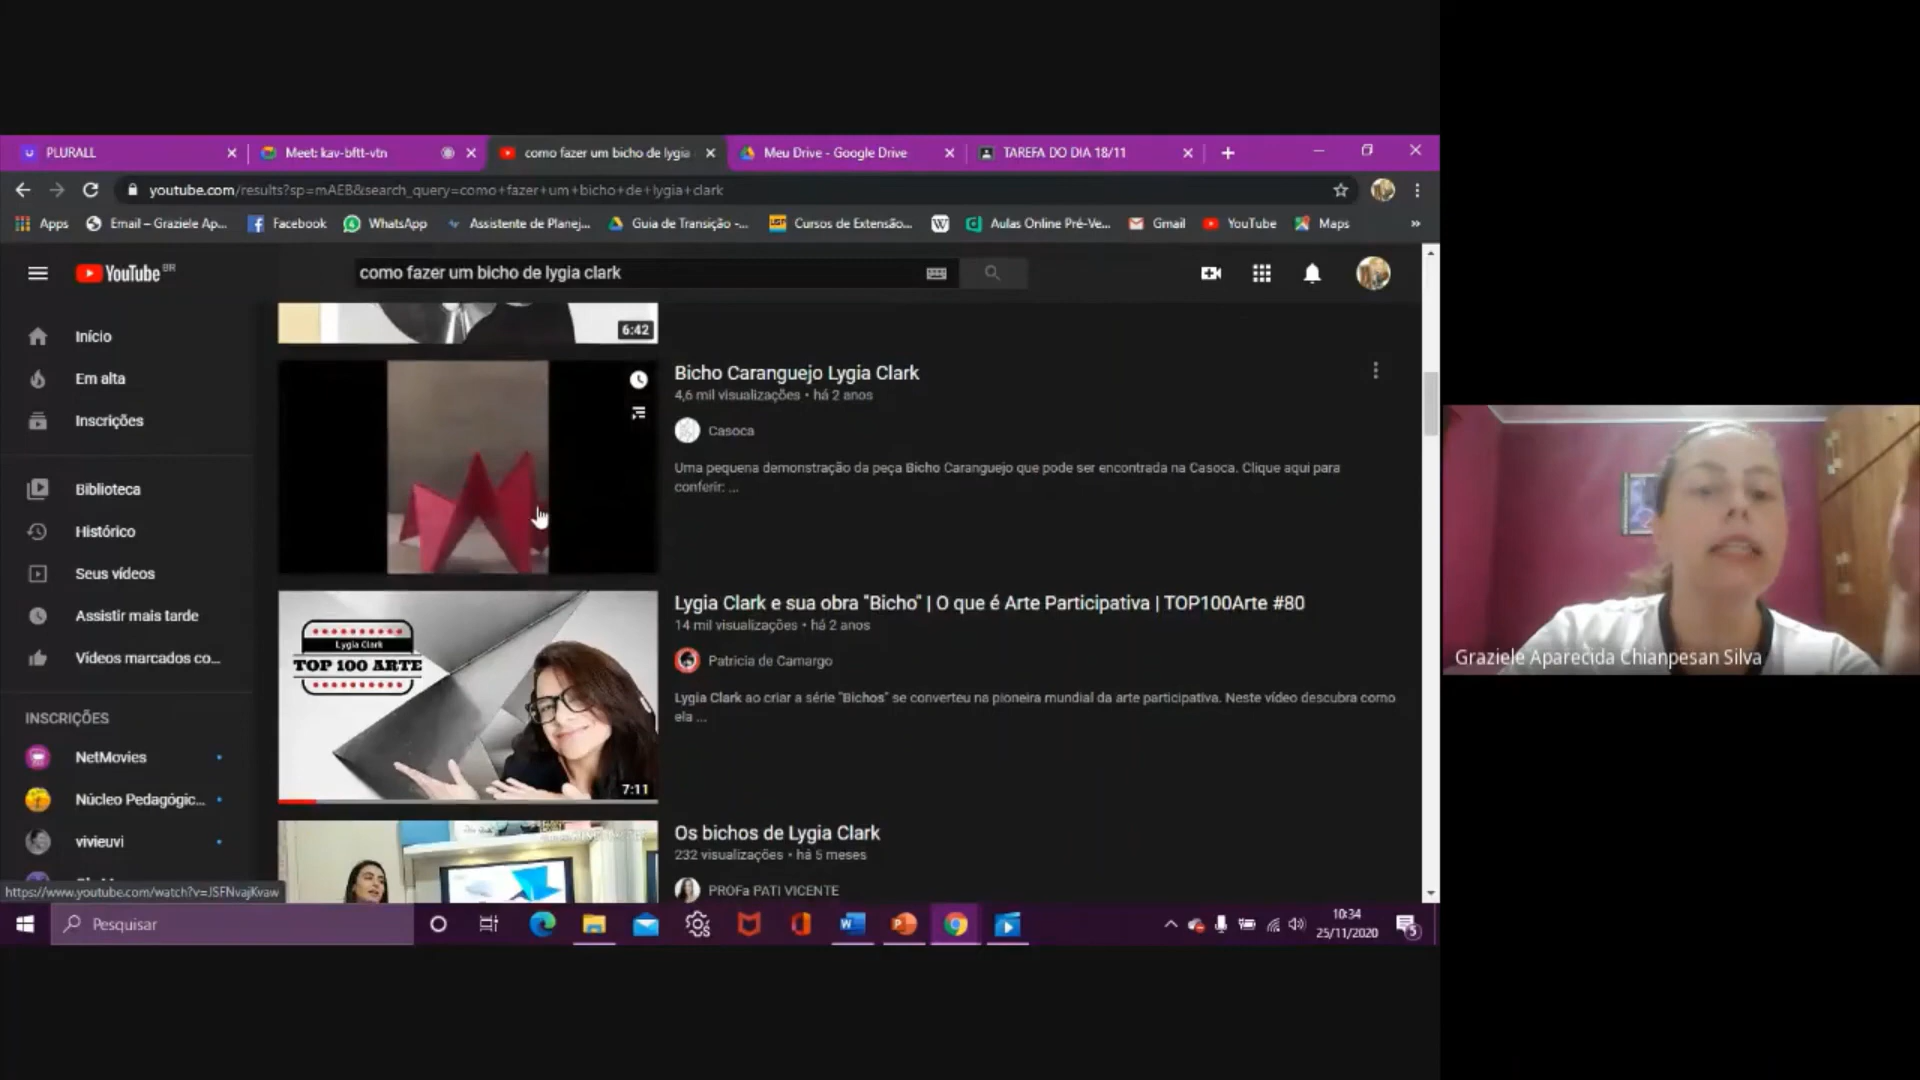 PLURALL
Meet: kav-bftt-vtn
como fazer um bicho de lygia
Meu Drive - Google Drive
TAREFA DO DIA 18/11
youtube.com/results?sp=mAEB&search_query=como+fazer+um+bicho+de+lygia+clark
Apps
Email – Graziele Ap...
Facebook
WhatsApp
Assistente de Planej...
Guia de Transição -...
Cursos de Extensão...
Aulas Online Pré-Ve...
Gmail
YouTube
Maps
»
YouTube BR
como fazer um bicho de lygia clark
Início
Em alta
Inscrições
Biblioteca
Histórico
Seus vídeos
Assistir mais tarde
Vídeos marcados co...
INSCRIÇÕES
NetMovies
Núcleo Pedagógic...
vivieuvi
https://www.youtube.com/watch?v=JSFNvajKvaw
6:42
Bicho Caranguejo Lygia Clark
4,6 mil visualizações • há 2 anos
Casoca
Uma pequena demonstração da peça Bicho Caranguejo que pode ser encontrada na Casoca. Clique aqui para
conferir: ...
Lygia Clark
TOP 100 ARTE
7:11
Lygia Clark e sua obra "Bicho" | O que é Arte Participativa | TOP100Arte #80
14 mil visualizações • há 2 anos
Patricia de Camargo
Lygia Clark ao criar a série "Bichos" se converteu na pioneira mundial da arte participativa. Neste vídeo descubra como
ela ...
Os bichos de Lygia Clark
232 visualizações • há 5 meses
PROFa PATI VICENTE
Pesquisar
10:34
25/11/2020
5
Graziele Aparecida Chianpesan Silva